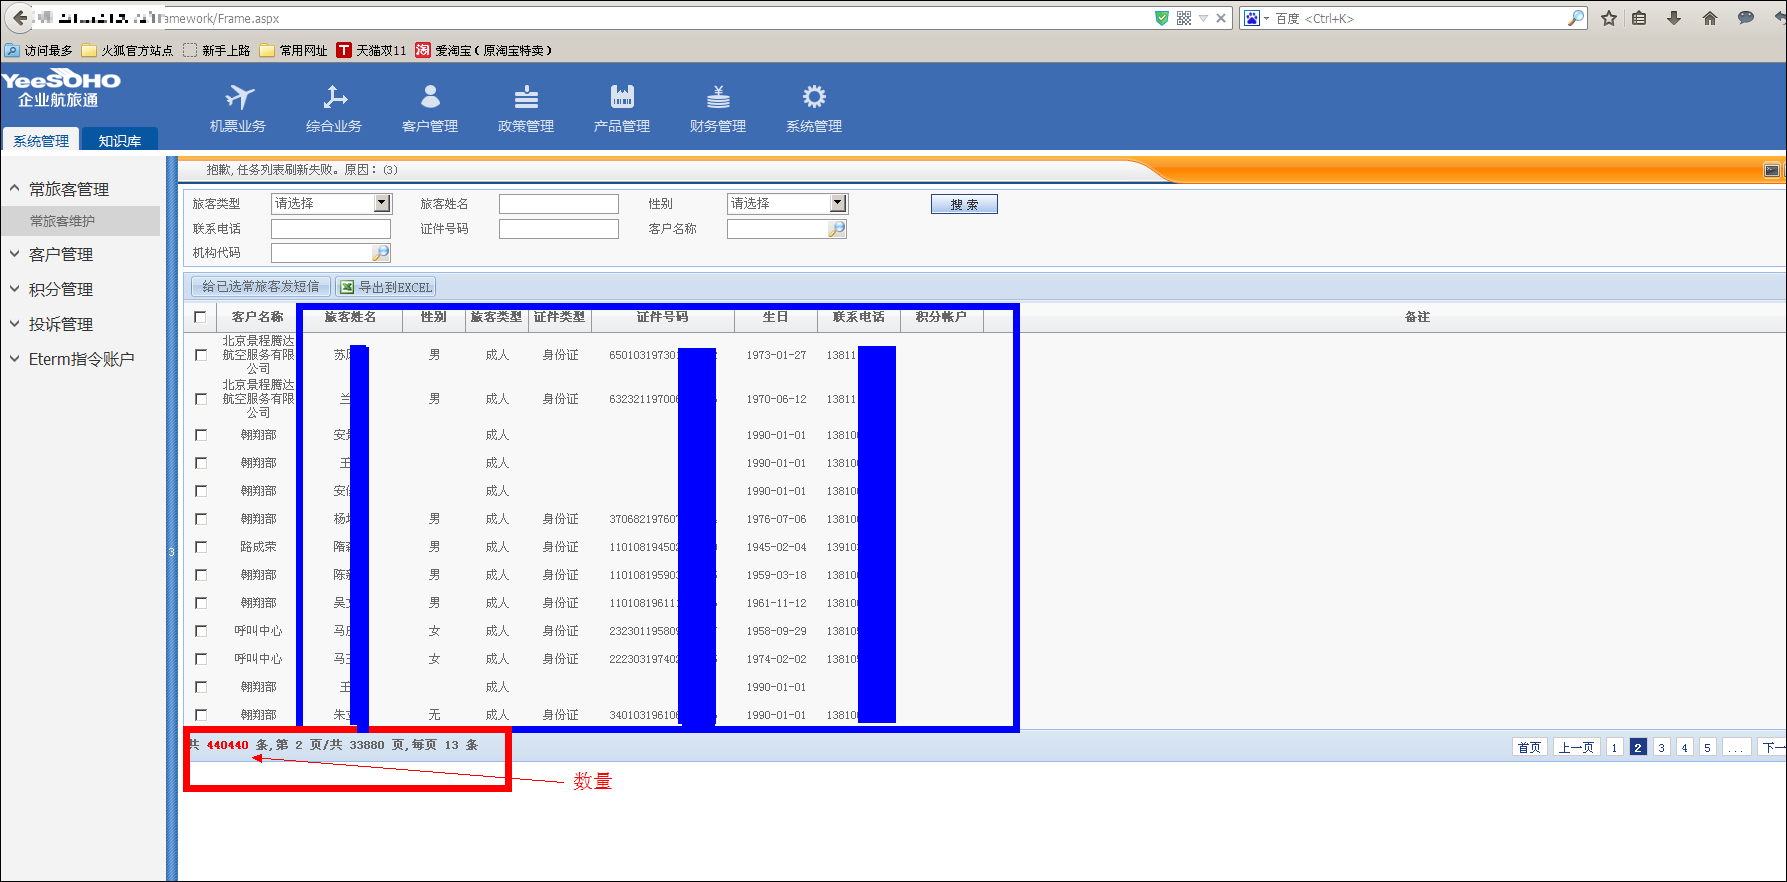 amework/Frame.aspx
百度 <Ctrl+K>
访问最多 火狐官方站点 新手上路 常用网址 T 天猫双11 淘 爱淘宝（原淘宝特卖）
YeeSOHO
企业航旅通
机票业务 综合业务 客户管理 政策管理 产品管理 财务管理 系统管理
系统管理 知识库
抱歉,任务列表刷新失败。原因：(3)
常旅客管理
常旅客维护
客户管理
积分管理
投诉管理
Eterm指令账户
旅客类型 请选择 旅客姓名 性别 请选择 搜 索
联系电话 证件号码 客户名称
机构代码
给已选常旅客发短信 导出到EXCEL
客户名称 旅客姓名 性别 旅客类型 证件类型 证件号码 生日 联系电话 积分帐户 备注
北京景程腾达
航空服务有限
公司
苏 男 成人 身份证 65010319730 1973-01-27 13811
北京景程腾达
航空服务有限
公司
兰 男 成人 身份证 63232119700 1970-06-12 13811
朝翔部 安 成人 1990-01-01 13810
朝翔部 王 成人 1990-01-01 13810
朝翔部 安 成人 1990-01-01 13810
朝翔部 杨 男 成人 身份证 37068219760 1976-07-06 13810
路成荣 隋 男 成人 身份证 11010819450 1945-02-04 13910
朝翔部 陈 男 成人 身份证 11010819590 1959-03-18 13810
朝翔部 吴 男 成人 身份证 11010819611 1961-11-12 13810
呼叫中心 马 女 成人 身份证 23230119580 1958-09-29 13810
呼叫中心 马 女 成人 身份证 22230319740 1974-02-02 13810
朝翔部 王 成人 1990-01-01
朝翔部 朱 无 成人 身份证 34010319610 1990-01-01 13810
3
共 440440 条,第 2 页/共 33880 页,每页 13 条
首页 上一页 1 2 3 4 5 ... 下一
数量